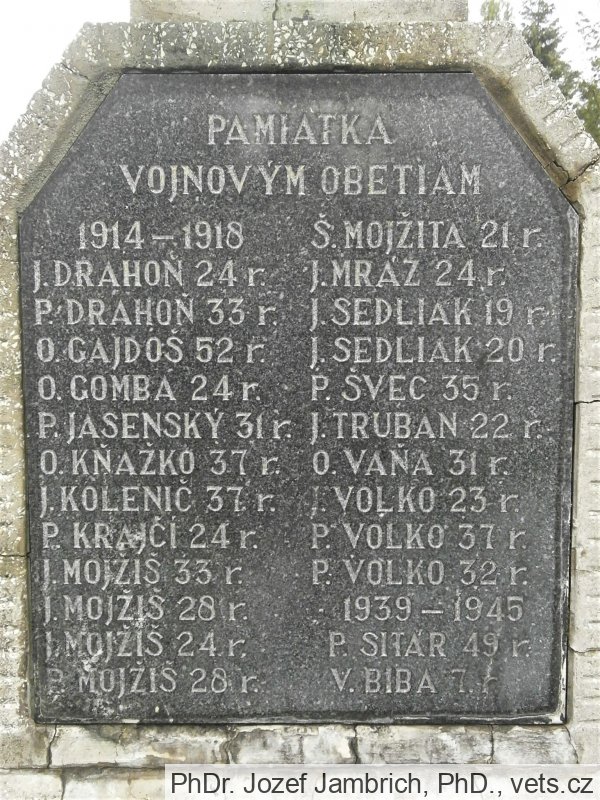 PAMIATKA
VOJNOVÝM OBETIAM
1914 – 1918
J. DRAHOŇ 24 r.
P. DRAHOŇ 33 r.
O. GAJDOŠ 52 r.
O. GOMBA 24 r.
P. JASENSKÝ 31 r.
O. KŇAŽKO 37 r.
J. KOLENIČ 37 r.
P. KRAJČÍ 24 r.
J. MOJŽIŠ 33 r.
J. MOJŽIŠ 28 r.
J. MOJŽIŠ 24 r.
P. MOJŽIŠ 28 r.
Š. MOJŽITA 21 r.
J. MRÁZ 24 r.
J. SEDLIAK 19 r.
J. SEDLIAK 20 r.
P. ŠVEC 35 r.
J. TRUBAN 22 r.
O. VAŇA 31 r.
J. VOLKO 23 r.
P. VOLKO 37 r.
P. VOLKO 32 r.
1939 – 1945
P. SITÁR 49 r.
V. BIBA 7. r.
PhDr. Jozef Jambrich, PhD., vets.cz